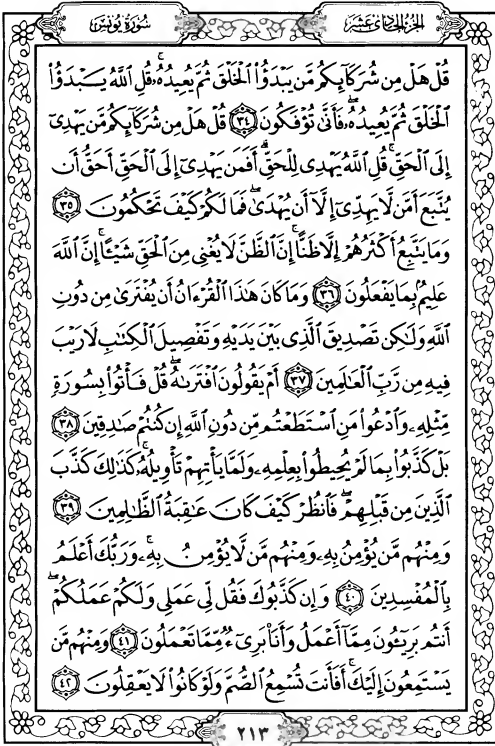 الجزء الحادي عشر
سورة يونس
قُلْ هَلْ مِن شُرَكَآئِكُم مَّن يَبْدَؤُا۟ ٱلْخَلْقَ ثُمَّ يُعِيدُهُۥ ۚ قُلِ ٱللَّهُ يَبْدَؤُا۟
ٱلْخَلْقَ ثُمَّ يُعِيدُهُۥ ۖ فَأَنَّىٰ تُؤْفَكُونَ ٣٤ قُلْ هَلْ مِن شُرَكَآئِكُم مَّن يَهْدِىٓ
إِلَى ٱلْحَقِّ ۚ قُلِ ٱللَّهُ يَهْدِى لِلْحَقِّ ۗ أَفَمَن يَهْدِىٓ إِلَى ٱلْحَقِّ أَحَقُّ أَن
يُتَّبَعَ أَمَّن لَّا يَهِدِّىٓ إِلَّآ أَن يُهْدَىٰ ۖ فَمَا لَكُمْ كَيْفَ تَحْكُمُونَ ٣٥
وَمَا يَتَّبِعُ أَكْثَرُهُمْ إِلَّا ظَنًّا ۚ إِنَّ ٱلظَّنَّ لَا يُغْنِى مِنَ ٱلْحَقِّ شَيْـًٔا ۚ إِنَّ ٱللَّهَ
عَلِيمٌۢ بِمَا يَفْعَلُونَ ٣٦ وَمَا كَانَ هَٰذَا ٱلْقُرْءَانُ أَن يُفْتَرَىٰ مِن دُونِ
ٱللَّهِ وَلَٰكِن تَصْدِيقَ ٱلَّذِى بَيْنَ يَدَيْهِ وَتَفْصِيلَ ٱلْكِتَٰبِ لَا رَيْبَ
فِيهِ مِن رَّبِّ ٱلْعَٰلَمِينَ ٣٧ أَمْ يَقُولُونَ ٱفْتَرَىٰهُ ۖ قُلْ فَأْتُوا۟ بِسُورَةٍ
مِّثْلِهِۦ وَٱدْعُوا۟ مَنِ ٱسْتَطَعْتُم مِّن دُونِ ٱللَّهِ إِن كُنتُمْ صَٰدِقِينَ ٣٨
بَلْ كَذَّبُوا۟ بِمَا لَمْ يُحِيطُوا۟ بِعِلْمِهِۦ وَلَمَّا يَأْتِهِمْ تَأْوِيلُهُۥ ۚ كَذَٰلِكَ كَذَّبَ
ٱلَّذِينَ مِن قَبْلِهِمْ ۖ فَٱنظُرْ كَيْفَ كَانَ عَٰقِبَةُ ٱلظَّٰلِمِينَ ٣٩
وَمِنْهُم مَّن يُؤْمِنُ بِهِۦ وَمِنْهُم مَّن لَّا يُؤْمِنُ بِهِۦ ۚ وَرَبُّكَ أَعْلَمُ
بِٱلْمُفْسِدِينَ ٤٠ وَإِن كَذَّبُوكَ فَقُل لِّى عَمَلِى وَلَكُمْ عَمَلُكُمْ ۖ
أَنتُم بَرِيٓـُٔونَ مِمَّآ أَعْمَلُ وَأَنَا۠ بَرِىٓءٌ مِّمَّا تَعْمَلُونَ ٤١ وَمِنْهُم مَّن
يَسْتَمِعُونَ إِلَيْكَ ۚ أَفَأَنتَ تُسْمِعُ ٱلصُّمَّ وَلَوْ كَانُوا۟ لَا يَعْقِلُونَ ٤٢
٢١٣